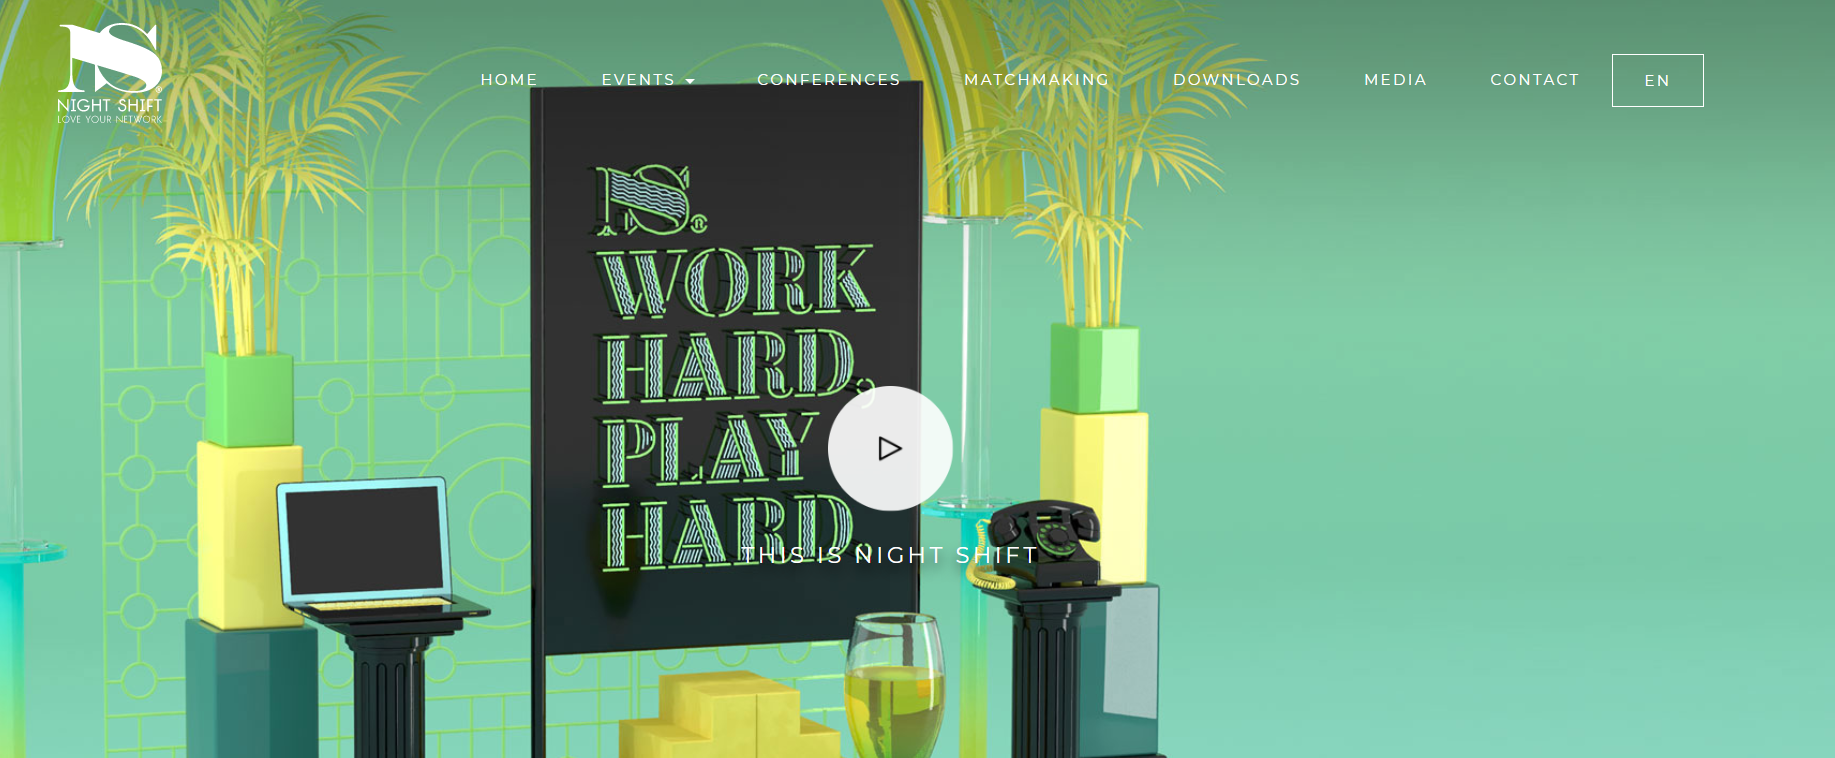 NS®
NIGHT SHIFT
LOVE YOUR NETWORK
HOME
EVENTS
CONFERENCES
MATCHMAKING
DOWNLOADS
MEDIA
CONTACT
EN
NS.®
WORK
HARD,
PLAY
HARD.
THIS IS NIGHT SHIFT